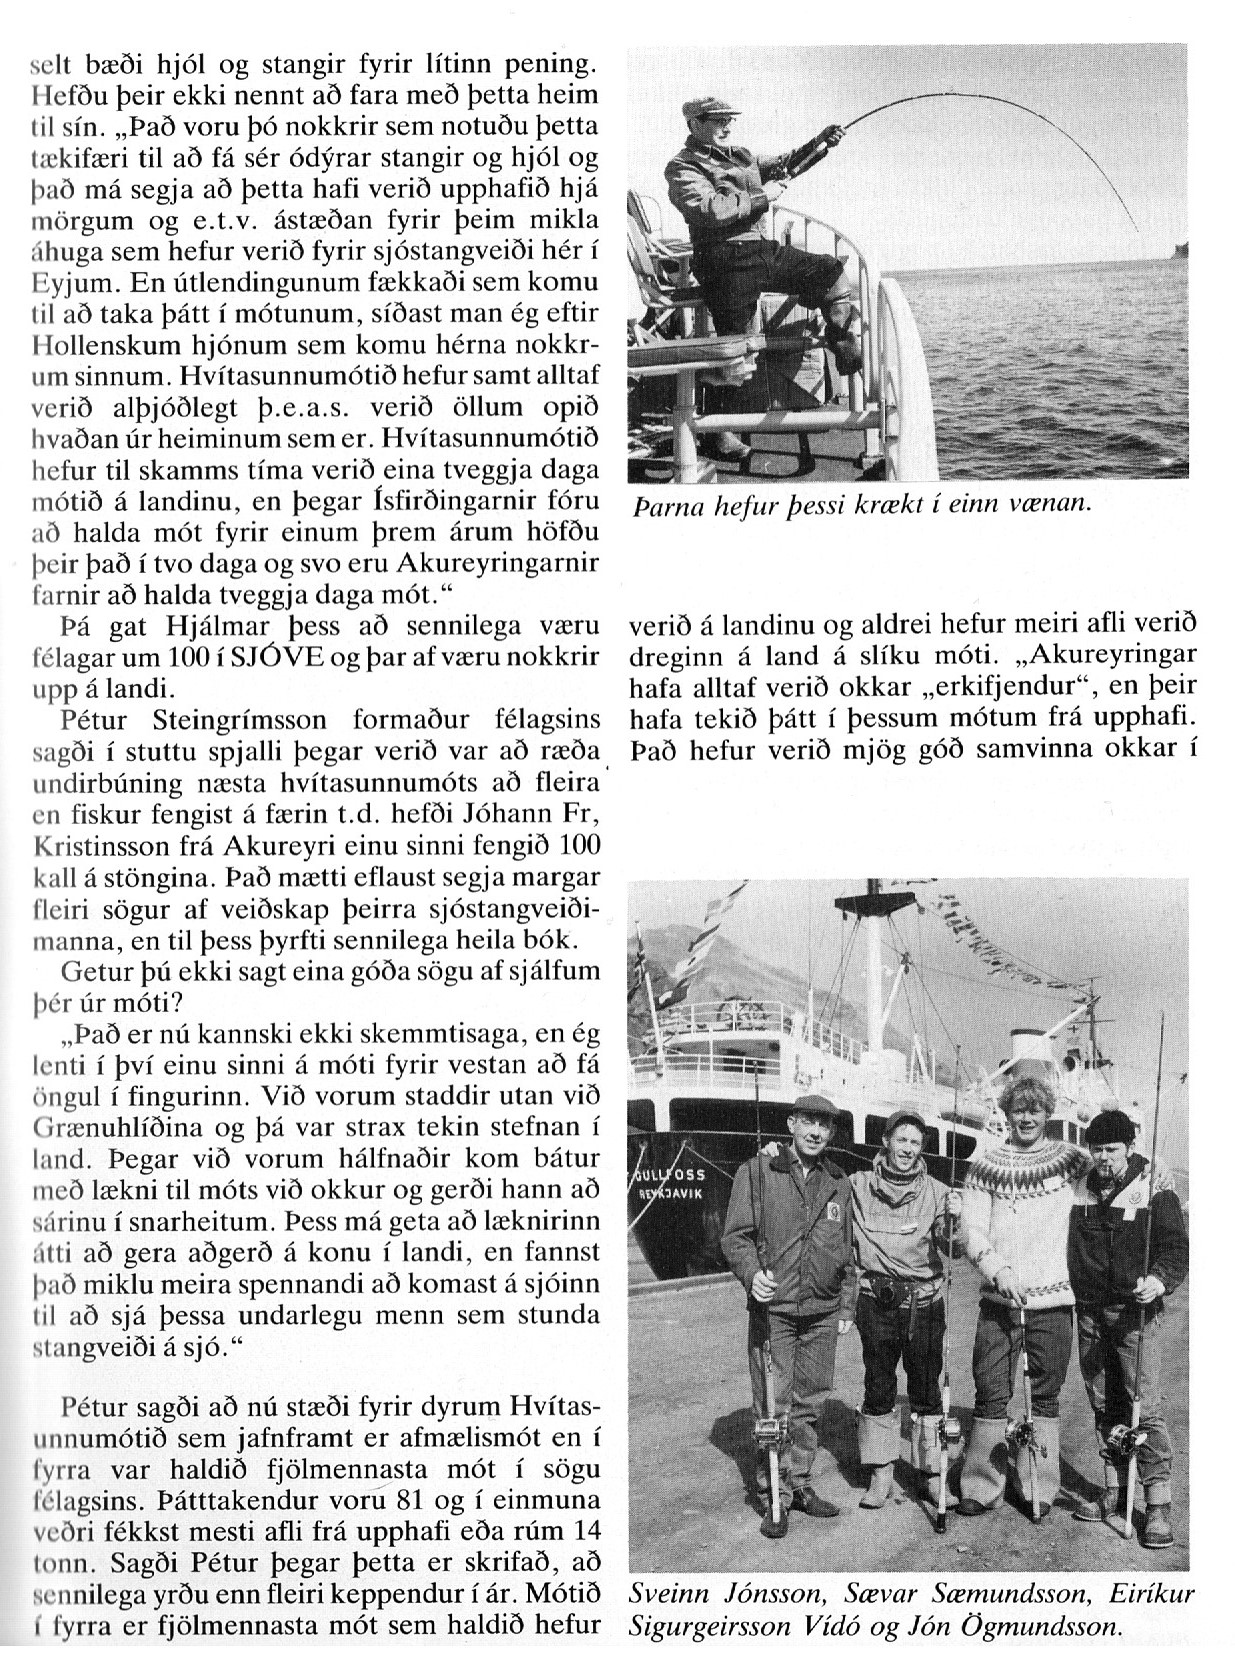 selt bæði hjól og stangir fyrir lítinn pening.
Hefðu þeir ekki nennt að fara með þetta heim
til sín. „Það voru þó nokkrir sem notuðu þetta
tækifæri til að fá sér ódýrar stangir og hjól og
það má segja að þetta hafi verið upphafið hjá
mörgum og e.t.v. ástæðan fyrir þeim mikla
áhuga sem hefur verið fyrir sjóstangveiði hér í
Eyjum. En útlendingunum fækkaði sem komu
til að taka þátt í mótunum, síðast man ég eftir
Hollenskum hjónum sem komu hérna nokkr-
um sinnum. Hvítasunnumótið hefur samt alltaf
verið alþjóðlegt þ.e.a.s. verið öllum opið
hvaðan úr heiminum sem er. Hvítasunnumótið
hefur til skamms tíma verið eina tveggja daga
mótið á landinu, en þegar Ísfirðingarnir fóru
að halda mót fyrir einum þrem árum höfðu
þeir það í tvo daga og svo eru Akureyringarnir
farnir að halda tveggja daga mót.“
Þá gat Hjálmar þess að sennilega væru
félagar um 100 í SJÓVE og þar af væru nokkrir
upp á landi.
Pétur Steingrímsson formaður félagsins
sagði í stuttu spjalli þegar verið var að ræða
undirbúning næsta hvítasunnumóts að fleira
en fiskur fengist á færin t.d. hefði Jóhann Fr,
Kristinsson frá Akureyri einu sinni fengið 100
kall á stöngina. Það mætti eflaust segja margar
fleiri sögur af veiðskap þeirra sjóstangveiði-
manna, en til þess þyrfti sennilega heila bók.
Getur þú ekki sagt eina góða sögu af sjálfum
þér úr móti?
„Það er nú kannski ekki skemmtisaga, en ég
lenti í því einu sinni á móti fyrir vestan að fá
öngul í fingurinn. Við vorum staddir utan við
Grænuhlíðina og þá var strax tekin stefnan í
land. Þegar við vorum hálfnaðir kom bátur
með lækni til móts við okkur og gerði hann að
sárinu í snarheitum. Þess má geta að læknirinn
átti að gera aðgerð á konu í landi, en fannst
það miklu meira spennandi að komast á sjóinn
til að sjá þessa undarlegu menn sem stunda
stangveiði á sjó.“
Pétur sagði að nú stæði fyrir dyrum Hvítas-
unnumótið sem jafnframt er afmælismót en í
fyrra var haldið fjölmennasta mót í sögu
félagsins. Þátttakendur voru 81 og í einmuna
veðri fékkst mesti afli frá upphafi eða rúm 14
tonn. Sagði Pétur þegar þetta er skrifað, að
sennilega yrðu enn fleiri keppendur í ár. Mótið
í fyrra er fjölmennasta mót sem haldið hefur
Þarna hefur þessi krækt í einn vænan.
verið á landinu og aldrei hefur meiri afli verið
dreginn á land á slíku móti. „Akureyringar
hafa alltaf verið okkar „erkifjendur“, en þeir
hafa tekið þátt í þessum mótum frá upphafi.
Það hefur verið mjög góð samvinna okkar í
GULLFOSS
REYKJAVIK
Sveinn Jónsson, Sævar Sæmundsson, Eiríkur
Sigurgeirsson Vídó og Jón Ögmundsson.